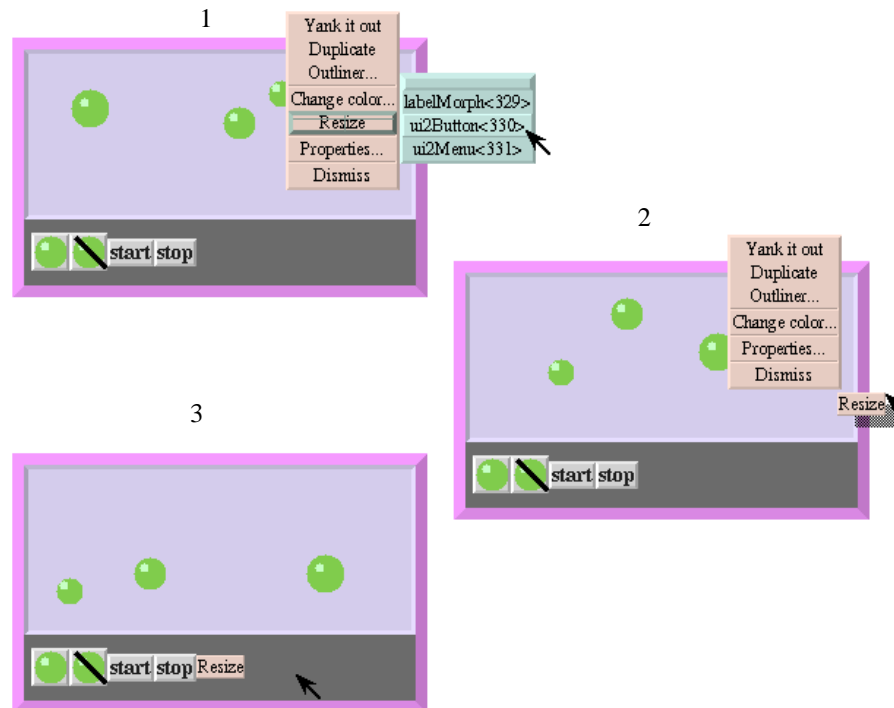 1
Yank it out
Duplicate
Outliner...
Change color...
Resize
Properties...
Dismiss
labelMorph<329>
ui2Button<330>
ui2Menu<331>
start stop
2
Yank it out
Duplicate
Outliner...
Change color...
Properties...
Dismiss
Resize
start stop
3
start stop Resize